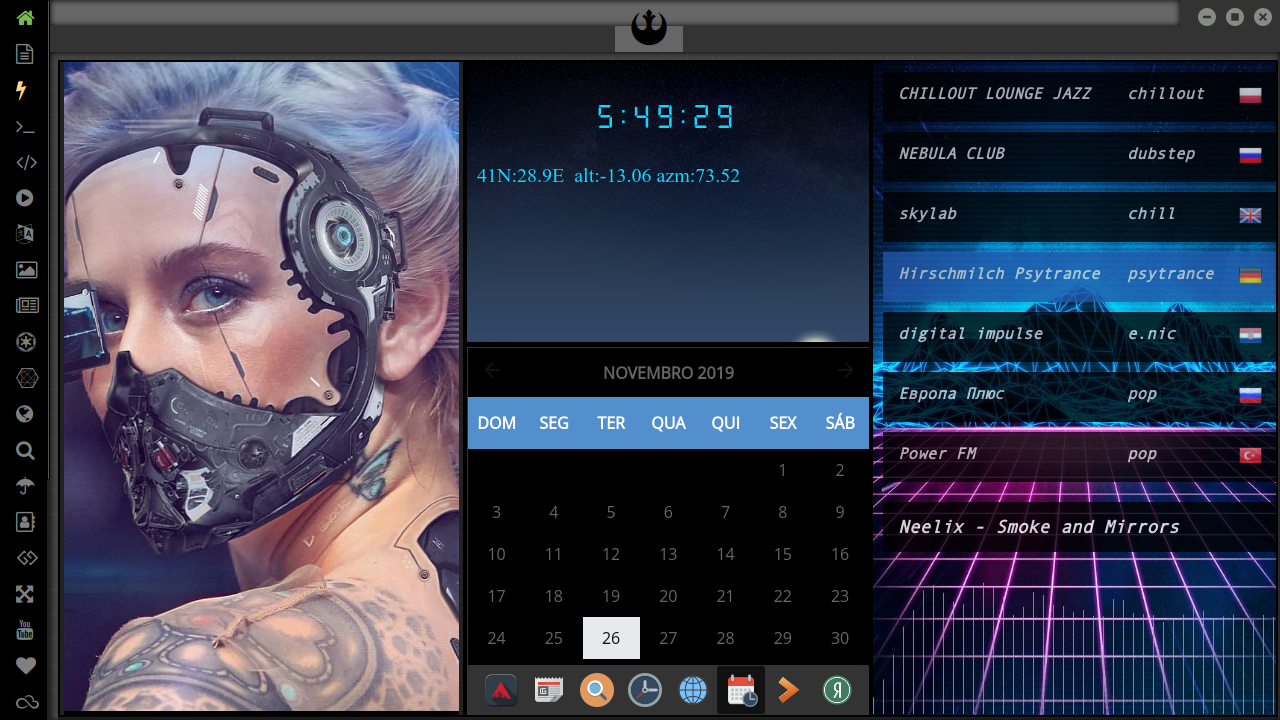 5:49:29
41N:28.9E alt:-13.06 azm:73.52
NOVEMBRO 2019
DOM SEG TER QUA QUI SEX SÁB
1 2
3 4 5 6 7 8 9
10 11 12 13 14 15 16
17 18 19 20 21 22 23
24 25 26 27 28 29 30
CHILLOUT LOUNGE JAZZ chillout
NEBULA CLUB dubstep
skylab chill
Hirschmilch Psytrance psytrance
digital impulse e.nic
Европа Плюс pop
Power FM pop
Neelix - Smoke and Mirrors
You
Tube
Я